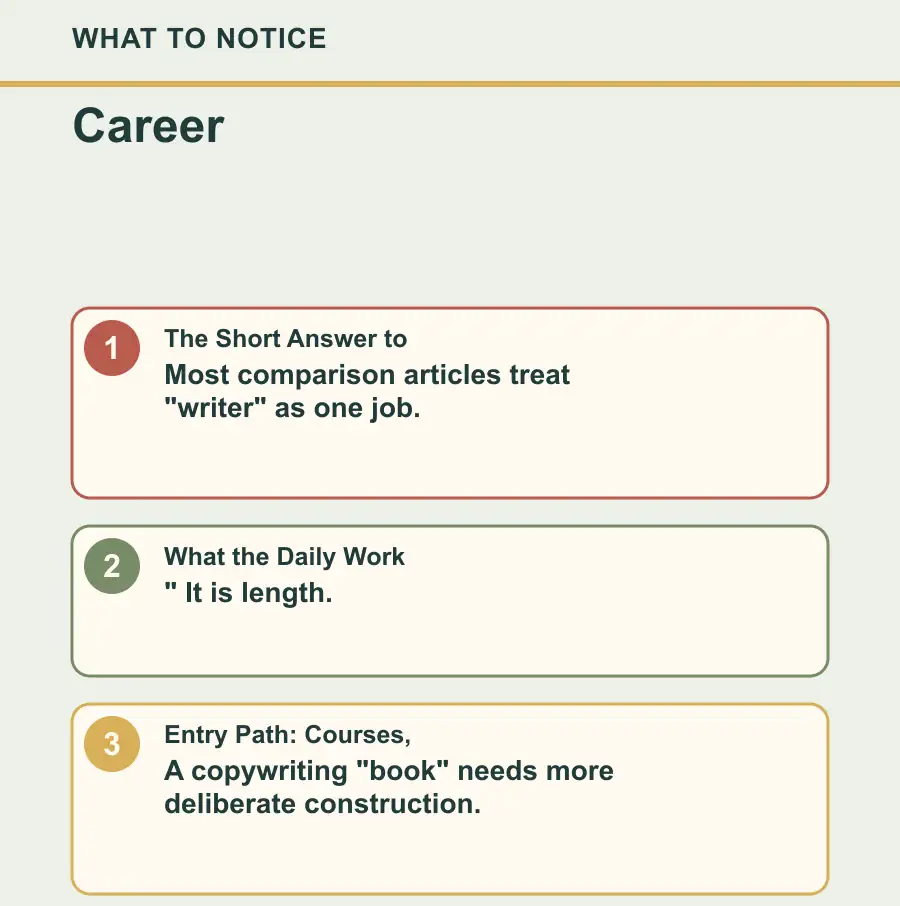 WHAT TO NOTICE
Career
1
The Short Answer to
Most comparison articles treat
"writer" as one job.
2
What the Daily Work
" It is length.
3
Entry Path: Courses,
A copywriting "book" needs more
deliberate construction.